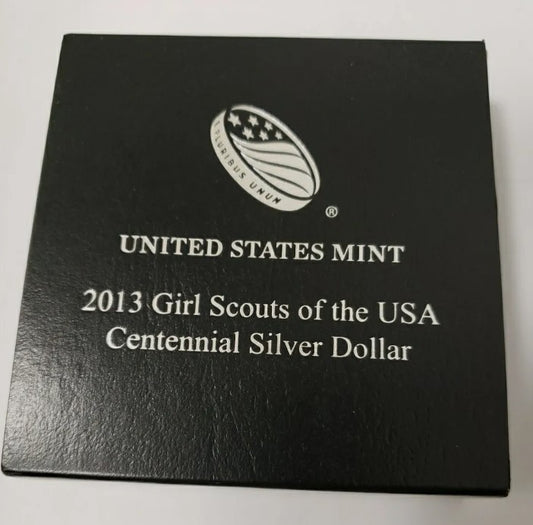 E PLURIBUS UNUM
®
UNITED STATES MINT
2013 Girl Scouts of the USA
Centennial Silver Dollar